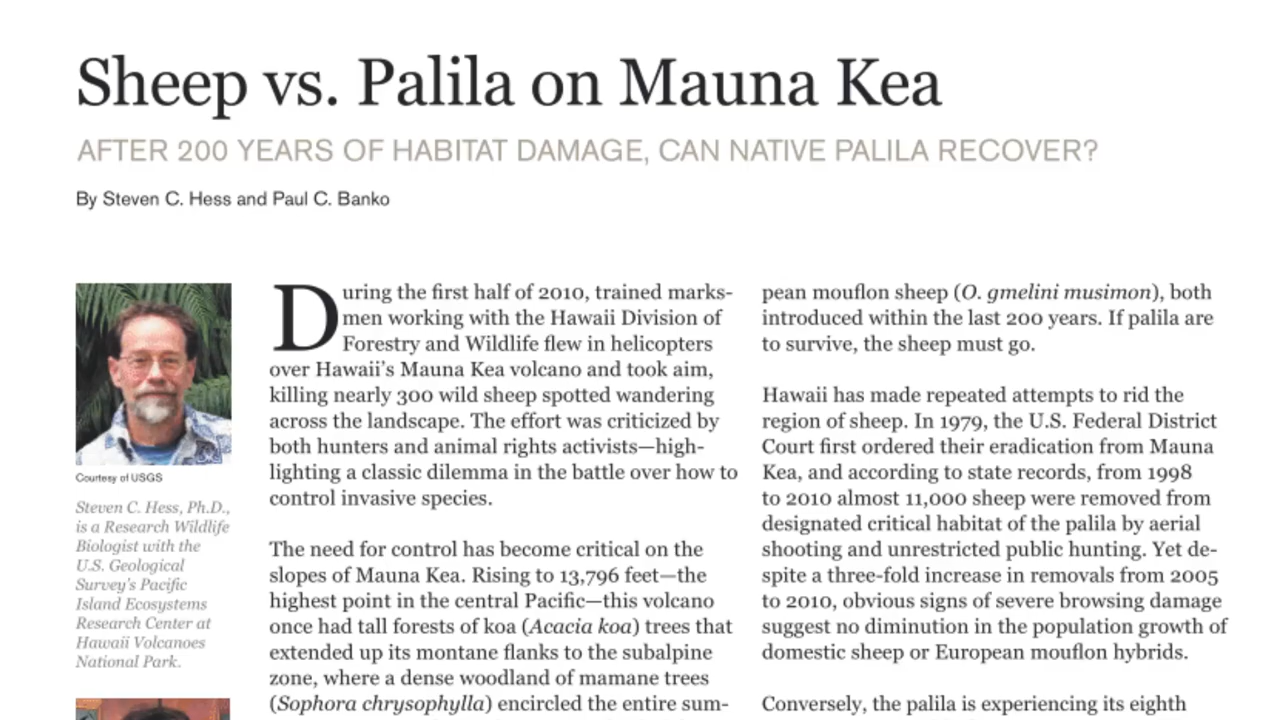 Sheep vs. Palila on Mauna Kea
AFTER 200 YEARS OF HABITAT DAMAGE, CAN NATIVE PALILA RECOVER?
By Steven C. Hess and Paul C. Banko
Courtesy of USGS
Steven C. Hess, Ph.D.,
is a Research Wildlife
Biologist with the
U.S. Geological
Survey's Pacific
Island Ecosystems
Research Center at
Hawaii Volcanoes
National Park.
During the first half of 2010, trained marks-
men working with the Hawaii Division of
Forestry and Wildlife flew in helicopters
over Hawaii's Mauna Kea volcano and took aim,
killing nearly 300 wild sheep spotted wandering
across the landscape. The effort was criticized by
both hunters and animal rights activists—high-
lighting a classic dilemma in the battle over how to
control invasive species.
The need for control has become critical on the
slopes of Mauna Kea. Rising to 13,796 feet—the
highest point in the central Pacific—this volcano
once had tall forests of koa (Acacia koa) trees that
extended up its montane flanks to the subalpine
zone, where a dense woodland of mamane trees
(Sophora chrysophylla) encircled the entire sum-
pean mouflon sheep (O. gmelini musimon), both
introduced within the last 200 years. If palila are
to survive, the sheep must go.
Hawaii has made repeated attempts to rid the
region of sheep. In 1979, the U.S. Federal District
Court first ordered their eradication from Mauna
Kea, and according to state records, from 1998
to 2010 almost 11,000 sheep were removed from
designated critical habitat of the palila by aerial
shooting and unrestricted public hunting. Yet de-
spite a three-fold increase in removals from 2005
to 2010, obvious signs of severe browsing damage
suggest no diminution in the population growth of
domestic sheep or European mouflon hybrids.
Conversely, the palila is experiencing its eighth